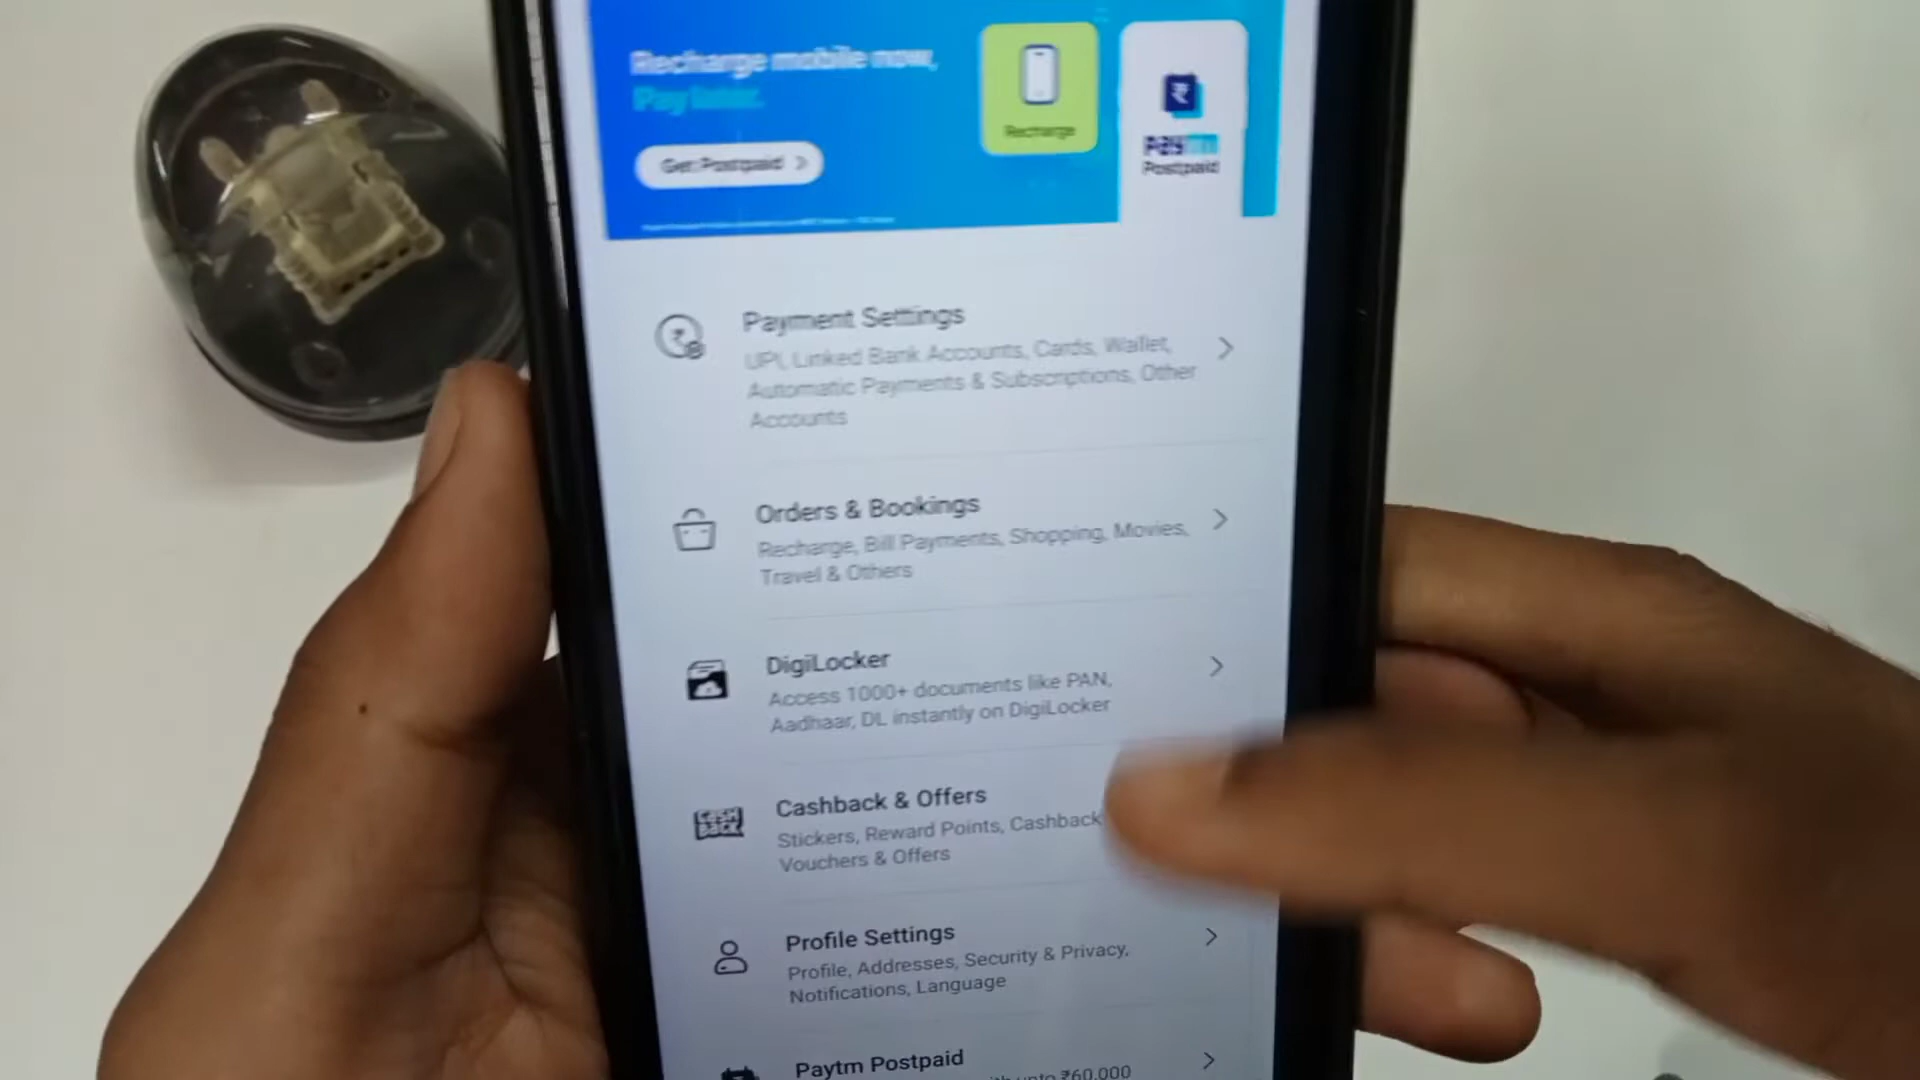 Recharge mobile now,
Pay later.
Get Postpaid
Recharge
Paytm
Postpaid
Payment Settings
UPI, Linked Bank Accounts, Cards, Wallet,
Automatic Payments & Subscriptions, Other
Accounts
Orders & Bookings
Recharge, Bill Payments, Shopping, Movies,
Travel & Others
DigiLocker
Access 1000+ documents like PAN,
Aadhaar, DL instantly on DigiLocker
CASH
BACK
Cashback & Offers
Stickers, Reward Points, Cashback
Vouchers & Offers
Profile Settings
Profile, Addresses, Security & Privacy,
Notifications, Language
Paytm Postpaid
upto ₹60,000